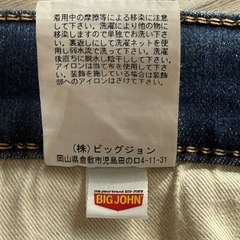 着用中の摩擦等による移染に注意
して下さい。洗濯によって他の物に
移染しますので単独でお洗い下さ
い。裏返しにして洗濯ネットを使
用し弱水流で洗って下さい。洗濯
後直ちに脱水し陰干して下さい。
アイロンは当て布を使用して下さ
い。装飾物を施している製品は装飾
部にアイロンはさけて下さい。
(株) ビッグジョン
岡山県倉敷市児島田の口4-11-31
BIG JOHN